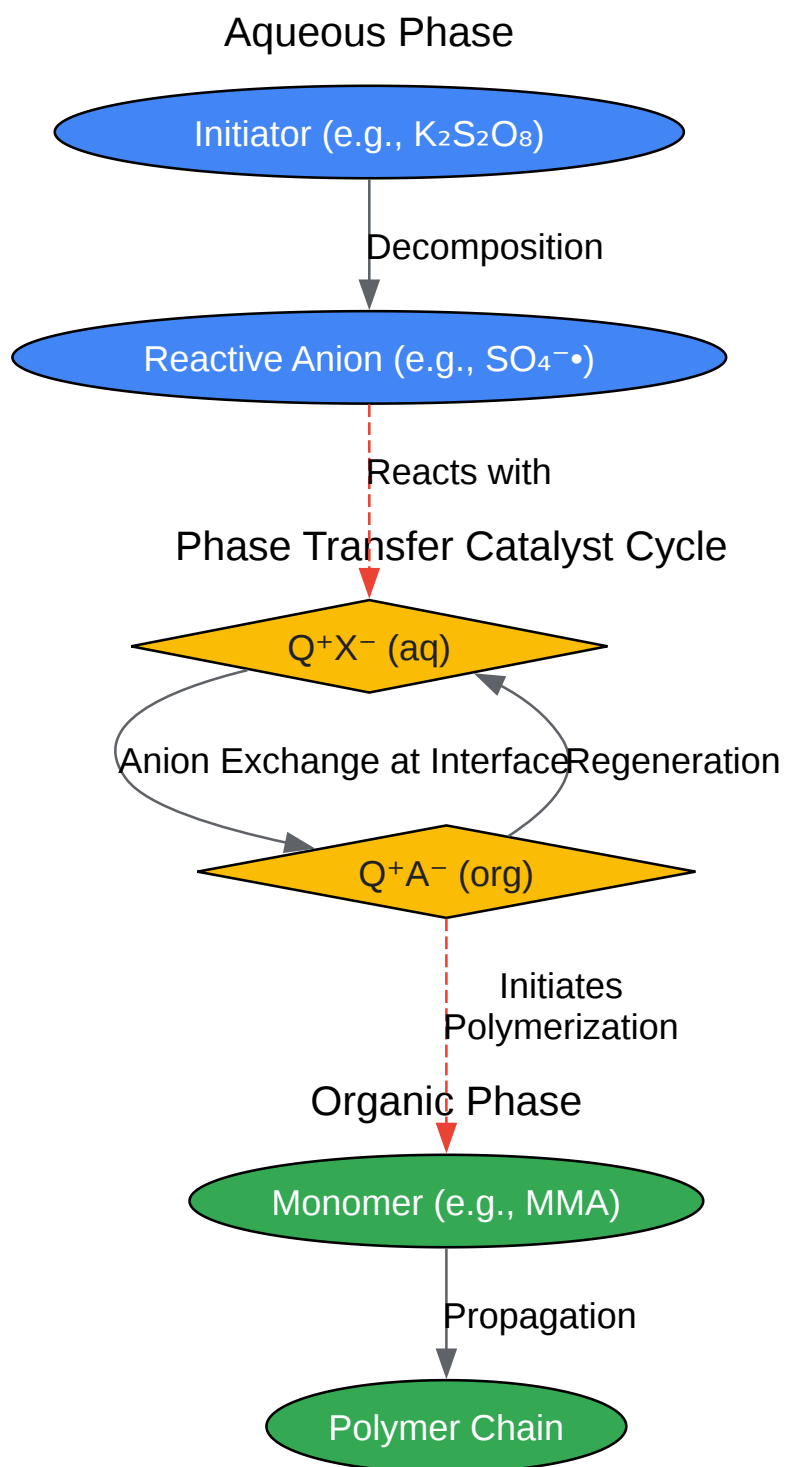 Aqueous Phase
Initiator (e.g., K₂S₂O₈)
Decomposition
Reactive Anion (e.g., SO₄⁻•)
Reacts with
Phase Transfer Catalyst Cycle
Q⁺X⁻ (aq)
Anion Exchange at Interface
Regeneration
Q⁺A⁻ (org)
Initiates
Polymerization
Organic Phase
Monomer (e.g., MMA)
Propagation
Polymer Chain